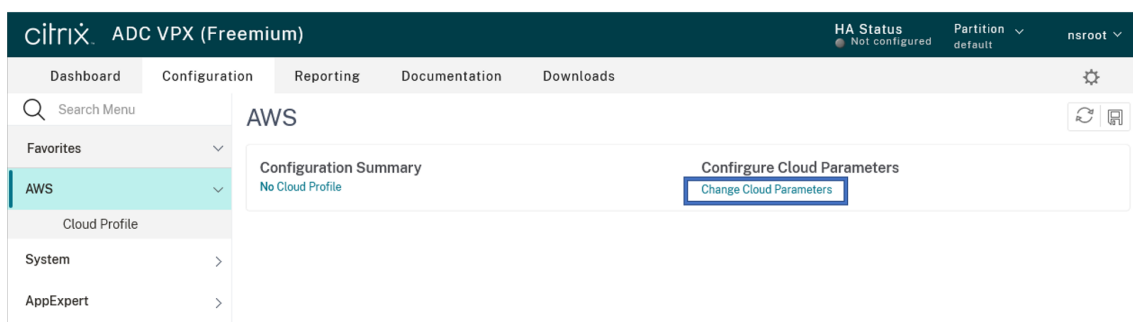 citrix. ADC VPX (Freemium)
HA Status
Not configured
Partition
default
nsroot
Dashboard Configuration Reporting Documentation Downloads
Search Menu
Favorites
AWS
Cloud Profile
System
AppExpert
AWS
Configuration Summary
No Cloud Profile
Confirgure Cloud Parameters
Change Cloud Parameters